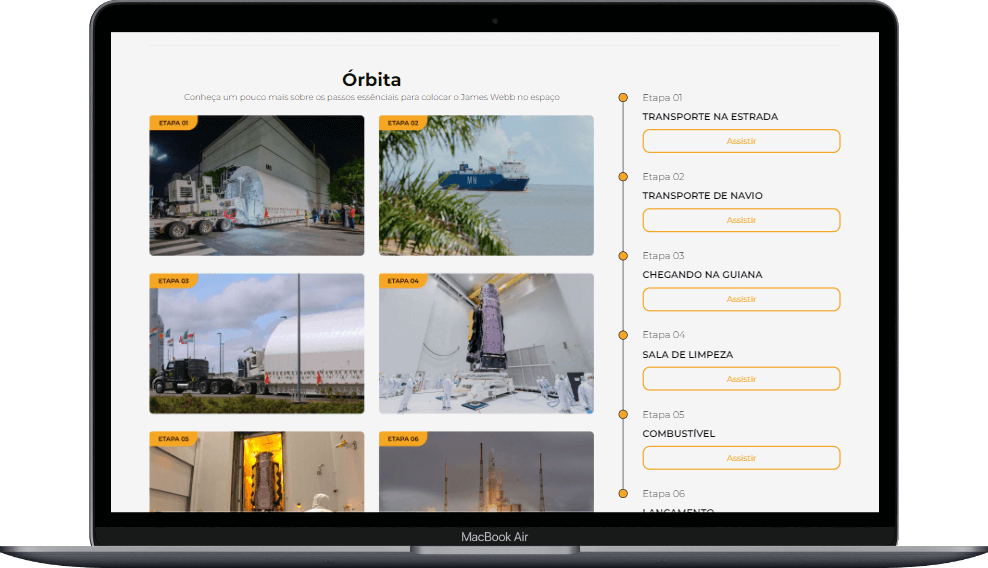 Órbita
Conheça um pouco mais sobre os passos essênciais para colocar o James Webb no espaço
ETAPA 01
ETAPA 02
MN
ETAPA 03
ETAPA 04
ETAPA 05
ETAPA 06
Etapa 01
TRANSPORTE NA ESTRADA
Assistir
Etapa 02
TRANSPORTE DE NAVIO
Assistir
Etapa 03
CHEGANDO NA GUIANA
Assistir
Etapa 04
SALA DE LIMPEZA
Assistir
Etapa 05
COMBUSTÍVEL
Assistir
Etapa 06
LANÇAMENTO
MacBook Air